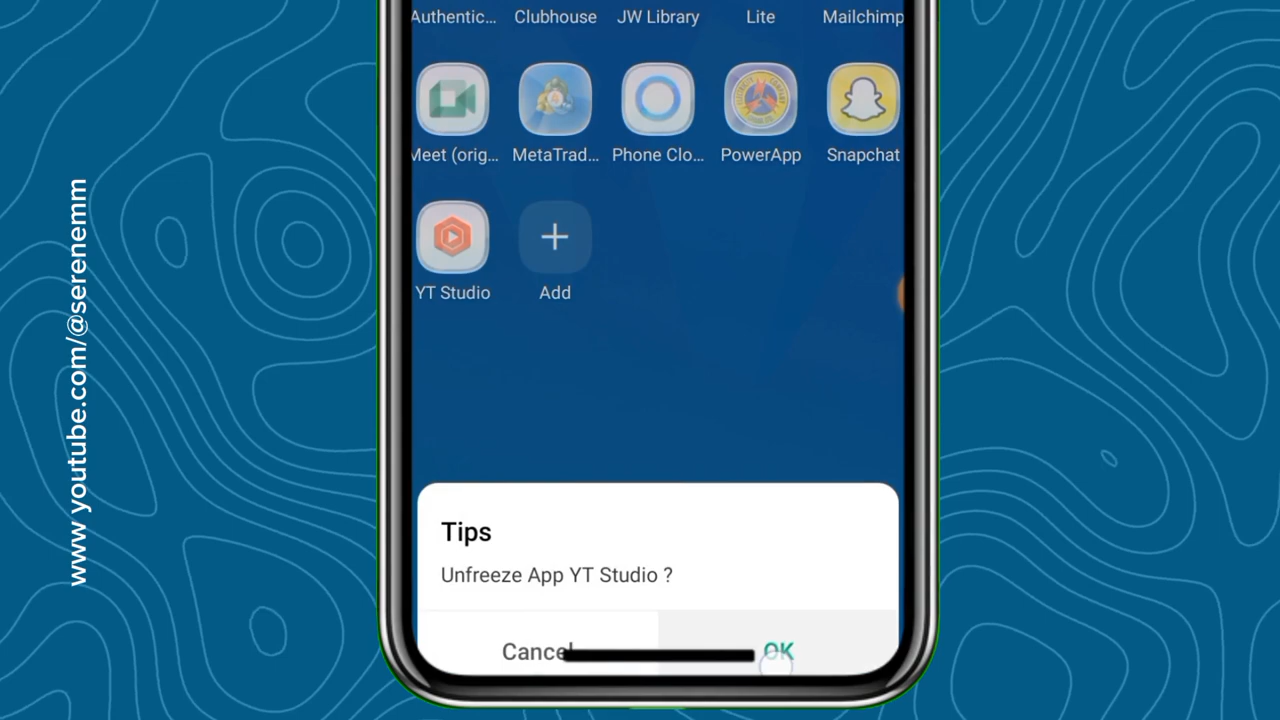 Authentic...
Clubhouse
JW Library
Lite
Mailchimp
Meet (orig...
MetaTrad...
Phone Clo...
PowerApp
Snapchat
YT Studio
Add
Tips
Unfreeze App YT Studio ?
Cancel
OK
www youtube.com/@serenemm